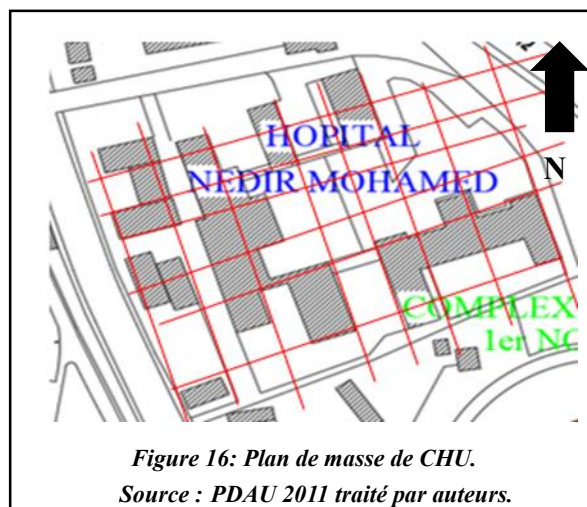 HOPITAL
NEDIR MOHAMED
N
COMPLEX
1er NO
Figure 16: Plan de masse de CHU.
Source : PDAU 2011 traité par auteurs.